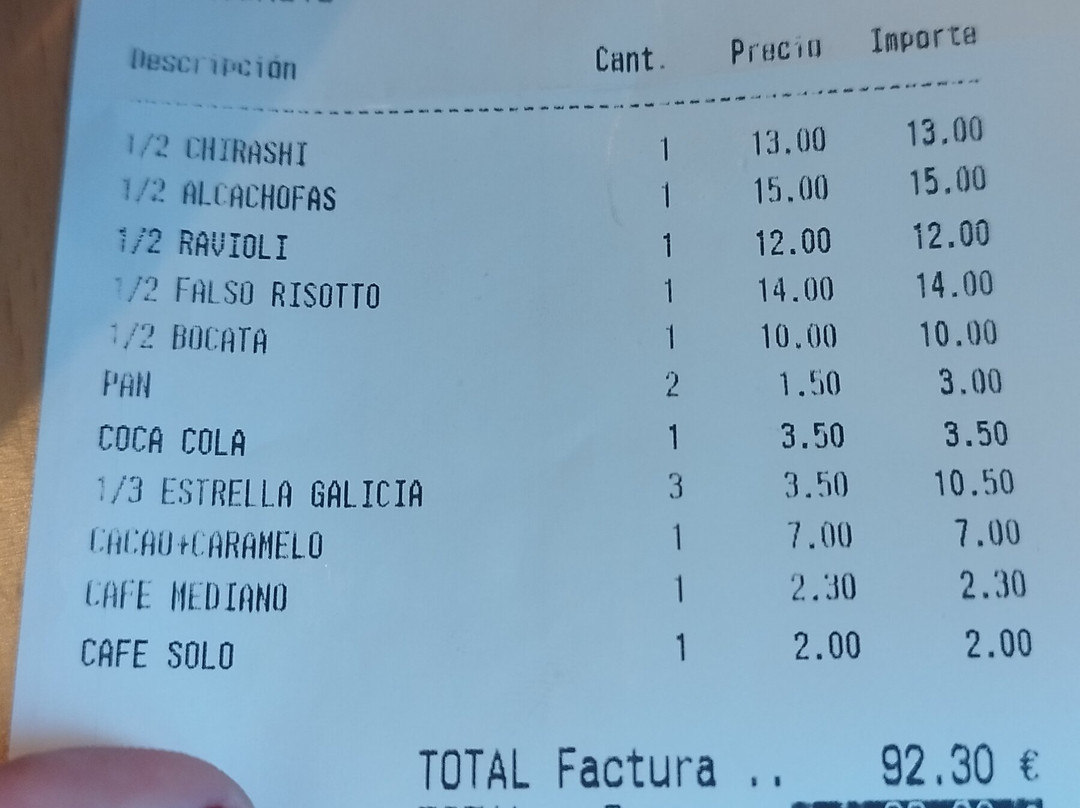 Descripción Cant. Precio Importe
1/2 CHIRASHI 1 13.00 13.00
1/2 ALCACHOFAS 1 15.00 15.00
1/2 RAVIOLI 1 12.00 12.00
1/2 FALSO RISOTTO 1 14.00 14.00
1/2 BOCATA 1 10.00 10.00
PAN 2 1.50 3.00
COCA COLA 1 3.50 3.50
1/3 ESTRELLA GALICIA 3 3.50 10.50
CACAO+CARAMELO 1 7.00 7.00
CAFE MEDIANO 1 2.30 2.30
CAFE SOLO 1 2.00 2.00
TOTAL Factura .. 92.30 €